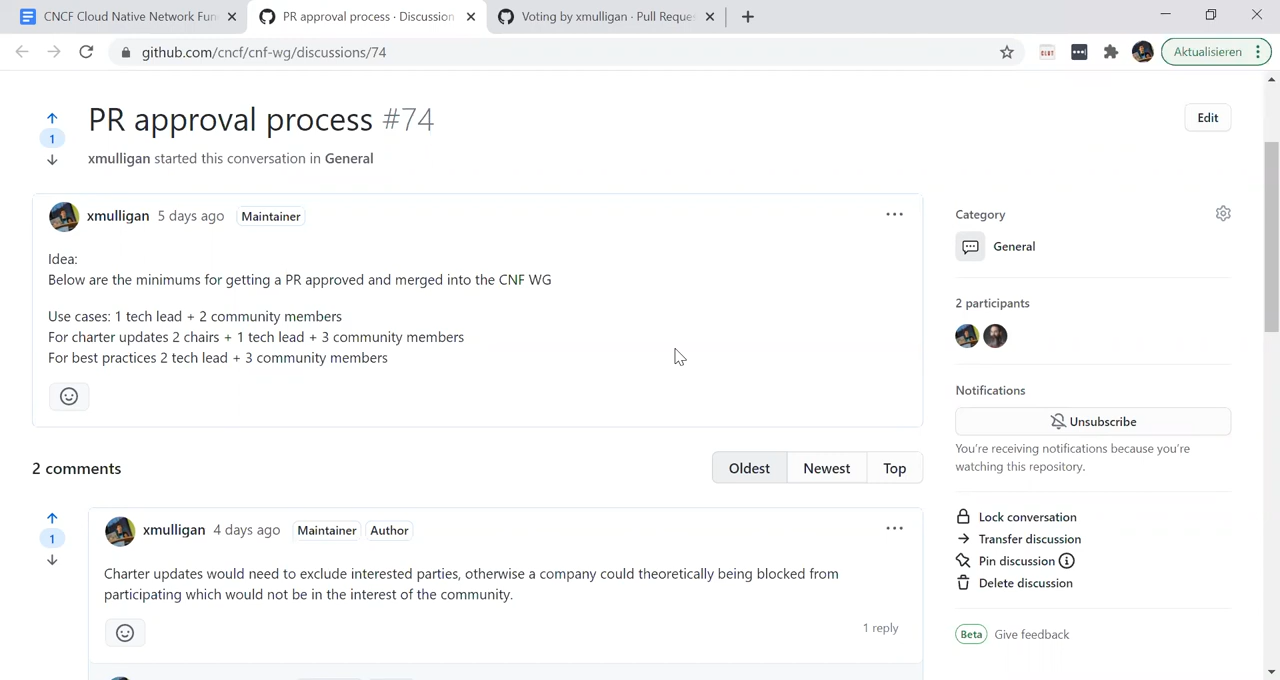 CNCF Cloud Native Network Fun
PR approval process · Discussion
Voting by xmulligan · Pull Reques
github.com/cncf/cnf-wg/discussions/74
Aktualisieren
1
PR approval process #74
Edit
xmulligan started this conversation in General
xmulligan 5 days ago Maintainer
Idea:
Below are the minimums for getting a PR approved and merged into the CNF WG
Use cases: 1 tech lead + 2 community members
For charter updates 2 chairs + 1 tech lead + 3 community members
For best practices 2 tech lead + 3 community members
Category
General
2 participants
Notifications
Unsubscribe
You're receiving notifications because you're
watching this repository.
2 comments
Oldest Newest Top
1
xmulligan 4 days ago Maintainer Author
Charter updates would need to exclude interested parties, otherwise a company could theoretically being blocked from
participating which would not be in the interest of the community.
1 reply
Lock conversation
Transfer discussion
Pin discussion
Delete discussion
Beta Give feedback